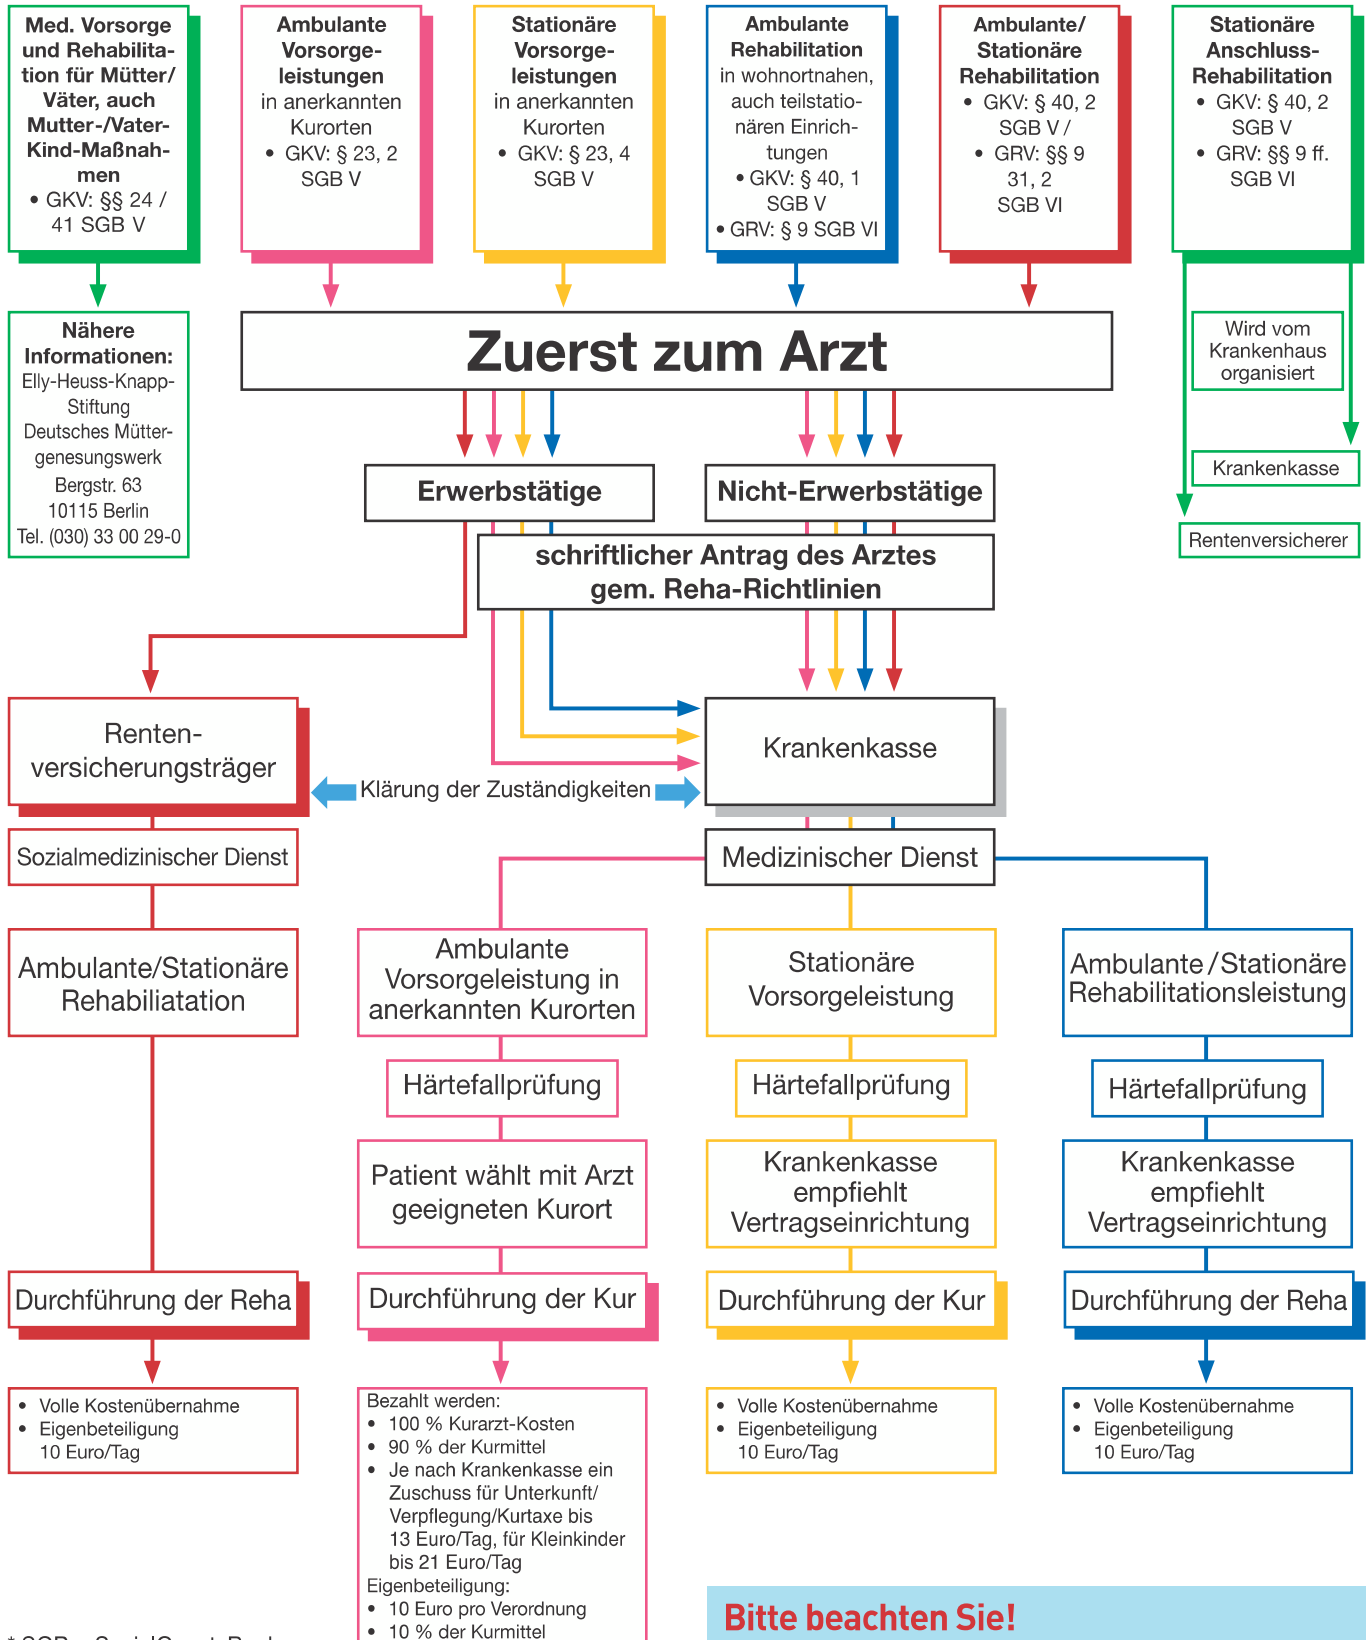 Med. Vorsorge
und Rehabilita-
tion für Mütter/
Väter, auch
Mutter-/Vater-
Kind-Maßnah-
men
• GKV: §§ 24 /
41 SGB V
Ambulante
Vorsorge-
leistungen
in anerkannten
Kurorten
• GKV: § 23, 2
SGB V
Stationäre
Vorsorge-
leistungen
in anerkannten
Kurorten
• GKV: § 23, 4
SGB V
Ambulante
Rehabilitation
in wohnortnahen,
auch teilstatio-
nären Einrich-
tungen
• GKV: § 40, 1
SGB V
• GRV: § 9 SGB VI
Ambulante/
Stationäre
Rehabilitation
• GKV: § 40, 2
SGB V /
• GRV: §§ 9
31, 2
SGB VI
Stationäre
Anschluss-
Rehabilitation
• GKV: § 40, 2
SGB V
• GRV: §§ 9 ff.
SGB VI
Nähere
Informationen:
Elly-Heuss-Knapp-
Stiftung
Deutsches Mütter-
genesungswerk
Bergstr. 63
10115 Berlin
Tel. (030) 33 00 29-0
Zuerst zum Arzt
Wird vom
Krankenhaus
organisiert
Krankenkasse
Rentenversicherer
Erwerbstätige
Nicht-Erwerbstätige
schriftlicher Antrag des Arztes
gem. Reha-Richtlinien
Renten-
versicherungsträger
Klärung der Zuständigkeiten
Krankenkasse
Sozialmedizinischer Dienst
Medizinischer Dienst
Ambulante/Stationäre
Rehabiliatation
Ambulante
Vorsorgeleistung in
anerkannten Kurorten
Stationäre
Vorsorgeleistung
Ambulante/Stationäre
Rehabilitationsleistung
Härtefallprüfung
Härtefallprüfung
Härtefallprüfung
Patient wählt mit Arzt
geeigneten Kurort
Krankenkasse
empfiehlt
Vertragseinrichtung
Krankenkasse
empfiehlt
Vertragseinrichtung
Durchführung der Reha
Durchführung der Kur
Durchführung der Kur
Durchführung der Reha
• Volle Kostenübernahme
• Eigenbeteiligung
10 Euro/Tag
Bezahlt werden:
• 100 % Kurarzt-Kosten
• 90 % der Kurmittel
• Je nach Krankenkasse ein
Zuschuss für Unterkunft/
Verpflegung/Kurtaxe bis
13 Euro/Tag, für Kleinkinder
bis 21 Euro/Tag
Eigenbeteiligung:
• 10 Euro pro Verordnung
• 10 % der Kurmittel
• Volle Kostenübernahme
• Eigenbeteiligung
10 Euro/Tag
• Volle Kostenübernahme
• Eigenbeteiligung
10 Euro/Tag
Bitte beachten Sie!